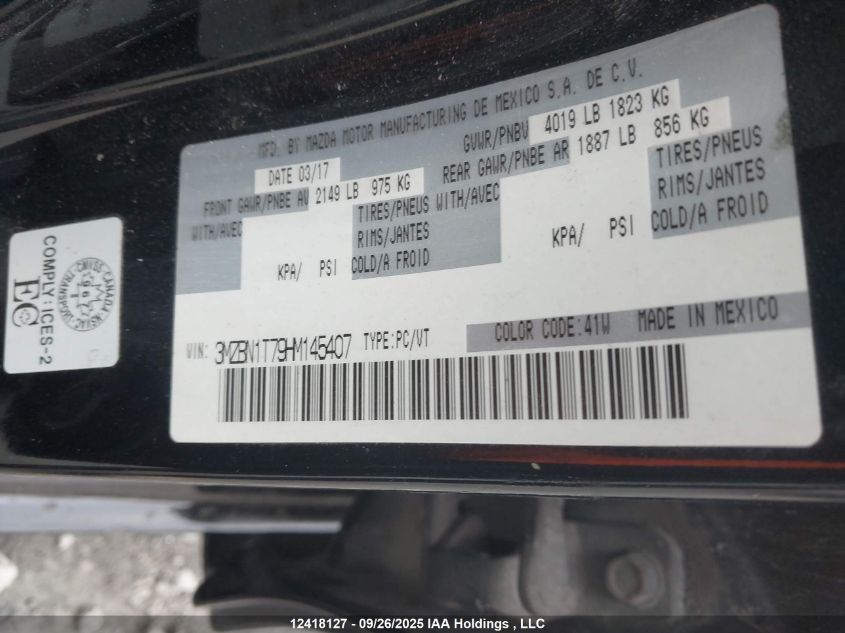 MFD. BY MAZDA MOTOR MANUFACTURING DE MEXICO S.A. DE C.V.
DATE 03/17
GVWR/PNBV 4019 LB 1823 KG
FRONT GAWR/PNBE AV 2149 LB 975 KG
REAR GAWR/PNBE AR 1887 LB 856 KG
WITH/AVEC
TIRES/PNEUS
WITH/AVEC
TIRES/PNEUS
RIMS/JANTES
RIMS/JANTES
KPA/ PSI COLD/A FROID
KPA/ PSI COLD/A FROID
VIN: 3MZBN1T79HM145407 TYPE:PC/VT
COLOR CODE:41W MADE IN MEXICO
COMPLY: ICES-2
EC
CANADA
TRANSPORT
12418127 - 09/26/2025 IAA Holdings , LLC